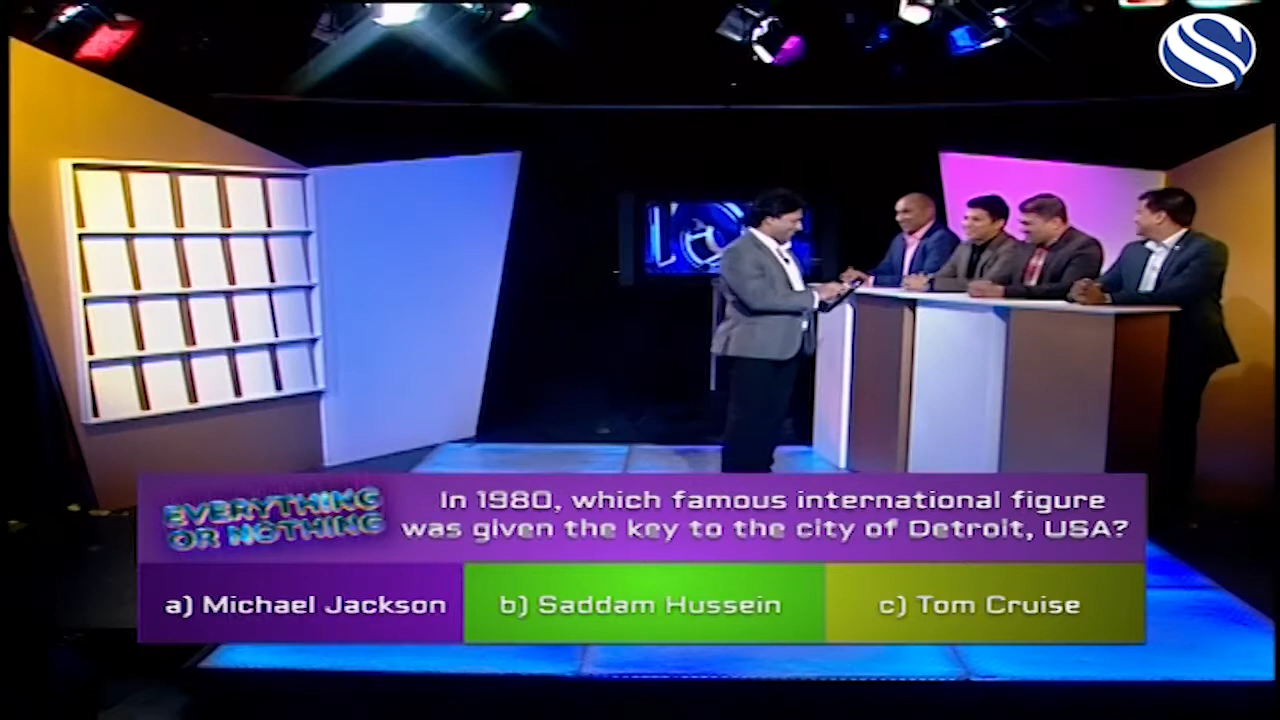 EVERYTHING
OR NOTHING
In 1980, which famous international figure
was given the key to the city of Detroit, USA?
a) Michael Jackson
b) Saddam Hussein
c) Tom Cruise